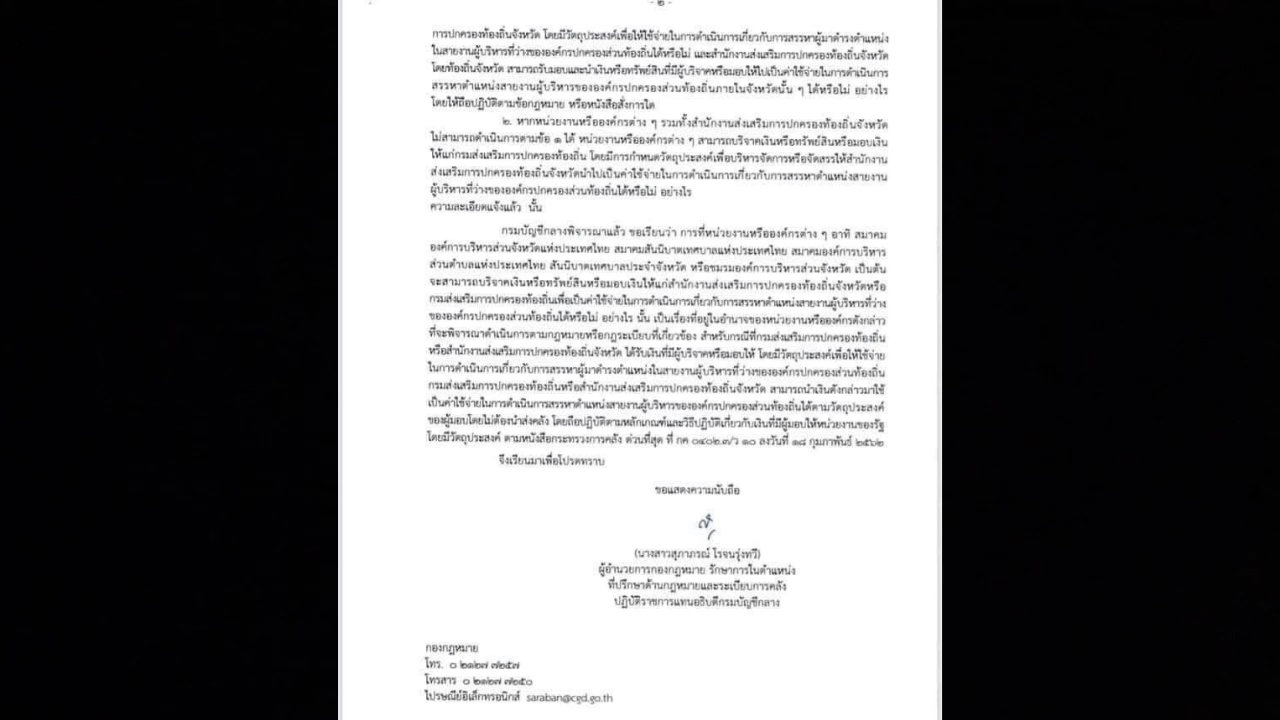 - ๒ -
การปกครองท้องถิ่นจังหวัด โดยมีวัตถุประสงค์เพื่อให้ใช้จ่ายในการดำเนินการเกี่ยวกับการสรรหาผู้มาดำรงตำแหน่ง
ในสายงานผู้บริหารที่ว่างขององค์กรปกครองส่วนท้องถิ่นได้หรือไม่ และสำนักงานส่งเสริมการปกครองท้องถิ่นจังหวัด
โดยท้องถิ่นจังหวัด สามารถรับมอบและนำเงินหรือทรัพย์สินที่มีผู้บริจาคหรือมอบให้ไปเป็นค่าใช้จ่ายในการดำเนินการ
สรรหาตำแหน่งสายงานผู้บริหารขององค์กรปกครองส่วนท้องถิ่นภายในจังหวัดนั้น ๆ ได้หรือไม่ อย่างไร
โดยให้ถือปฏิบัติตามข้อกฎหมาย หรือหนังสือสั่งการใด
๒. หากหน่วยงานหรือองค์กรต่าง ๆ รวมทั้งสำนักงานส่งเสริมการปกครองท้องถิ่นจังหวัด
ไม่สามารถดำเนินการตามข้อ ๑ ได้ หน่วยงานหรือองค์กรต่าง ๆ สามารถบริจาคเงินหรือทรัพย์สินหรือมอบเงิน
ให้แก่กรมส่งเสริมการปกครองท้องถิ่น โดยมีการกำหนดวัตถุประสงค์เพื่อบริหารจัดการหรือจัดสรรให้สำนักงาน
ส่งเสริมการปกครองท้องถิ่นจังหวัดนำไปเป็นค่าใช้จ่ายในการดำเนินการเกี่ยวกับการสรรหาตำแหน่งสายงาน
ผู้บริหารที่ว่างขององค์กรปกครองส่วนท้องถิ่นได้หรือไม่ อย่างไร
ความละเอียดแจ้งแล้ว นั้น
กรมบัญชีกลางพิจารณาแล้ว ขอเรียนว่า การที่หน่วยงานหรือองค์กรต่าง ๆ อาทิ สมาคม
องค์การบริหารส่วนจังหวัดแห่งประเทศไทย สมาคมสันนิบาตเทศบาลแห่งประเทศไทย สมาคมองค์การบริหาร
ส่วนตำบลแห่งประเทศไทย สันนิบาตเทศบาลประจำจังหวัด หรือชมรมองค์การบริหารส่วนจังหวัด เป็นต้น
จะสามารถบริจาคเงินหรือทรัพย์สินหรือมอบเงินให้แก่สำนักงานส่งเสริมการปกครองท้องถิ่นจังหวัดหรือ
กรมส่งเสริมการปกครองท้องถิ่นเพื่อเป็นค่าใช้จ่ายในการดำเนินการเกี่ยวกับการสรรหาตำแหน่งสายงานผู้บริหารที่ว่าง
ขององค์กรปกครองส่วนท้องถิ่นได้หรือไม่ อย่างไร นั้น เป็นเรื่องที่อยู่ในอำนาจของหน่วยงานหรือองค์กรดังกล่าว
ที่จะพิจารณาดำเนินการตามกฎหมายหรือกฎระเบียบที่เกี่ยวข้อง สำหรับกรณีที่กรมส่งเสริมการปกครองท้องถิ่น
หรือสำนักงานส่งเสริมการปกครองท้องถิ่นจังหวัด ได้รับเงินที่มีผู้บริจาคหรือมอบให้ โดยมีวัตถุประสงค์เพื่อให้ใช้จ่าย
ในการดำเนินการเกี่ยวกับการสรรหาผู้มาดำรงตำแหน่งในสายงานผู้บริหารที่ว่างขององค์กรปกครองส่วนท้องถิ่น
กรมส่งเสริมการปกครองท้องถิ่นหรือสำนักงานส่งเสริมการปกครองท้องถิ่นจังหวัด สามารถนำเงินดังกล่าวมาใช้
เป็นค่าใช้จ่ายในการดำเนินการสรรหาตำแหน่งสายงานผู้บริหารขององค์กรปกครองส่วนท้องถิ่นได้ตามวัตถุประสงค์
ของผู้มอบโดยไม่ต้องนำส่งคลัง โดยถือปฏิบัติตามหลักเกณฑ์และวิธีปฏิบัติเกี่ยวกับเงินที่มีผู้มอบให้หน่วยงานของรัฐ
โดยมีวัตถุประสงค์ ตามหนังสือกระทรวงการคลัง ด่วนที่สุด ที่ กค ๐๔๐๒.๓/ว ๑๐ ลงวันที่ ๑๘ กุมภาพันธ์ ๒๕๖๒
จึงเรียนมาเพื่อโปรดทราบ
ขอแสดงความนับถือ
(นางสาวสุภาภรณ์ โรจนรุ่งทวี)
ผู้อำนวยการกองกฎหมาย รักษาการในตำแหน่ง
ที่ปรึกษาด้านกฎหมายและระเบียบการคลัง
ปฏิบัติราชการแทนอธิบดีกรมบัญชีกลาง
กองกฎหมาย
โทร. ๐ ๒๑๒๗ ๗๒๕๗
โทรสาร ๐ ๒๑๒๗ ๗๒๕๐
ไปรษณีย์อิเล็กทรอนิกส์ saraban@cgd.go.th